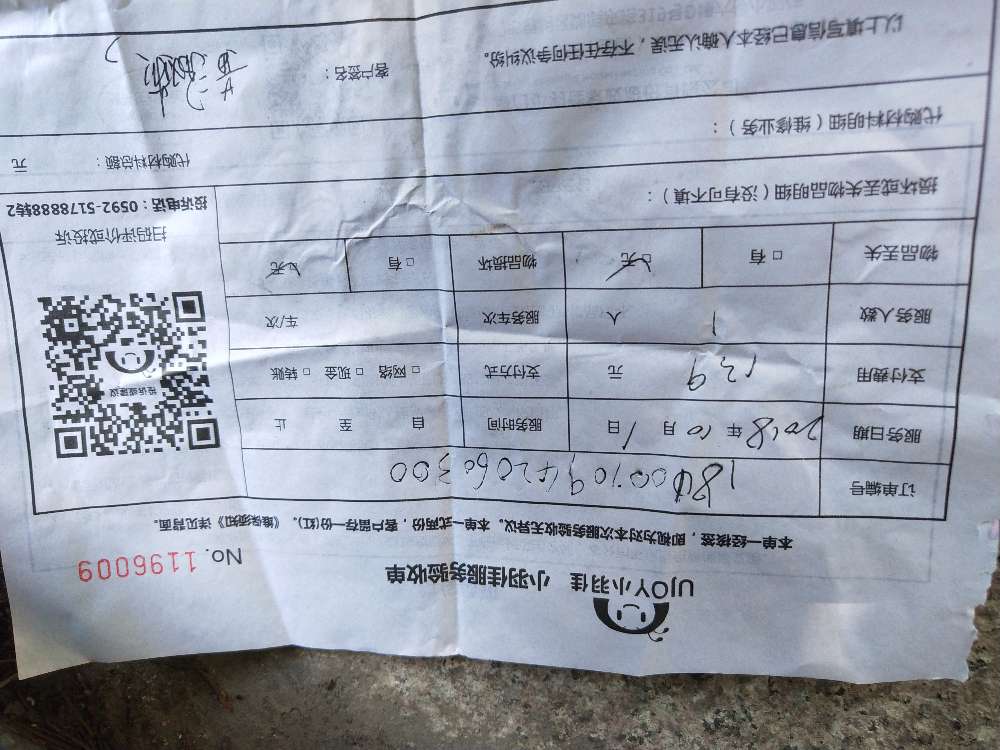 UJOY小羽佳 小羽佳服务验收单
No. 1196009
本单一经核签，即视为对本次服务验收无异议。本单一式两份，客户留存一份(红)。《维保须知》详见背面。
订单编号
服务日期 2018年10月1日 服务时间 自 至 止
支付费用 139 元 支付方式 □网络 □现金 □转账
服务人数 1 人 服务车次 车/次
物品丢失 □有 □无 物品损坏 □有 □无
投诉或建议
扫码评价或投诉
投诉电话：0592-5178888转2
损坏或丢失物品明细（没有可不填）：
代购材料总额： 元
代购材料明细（维修业务）：
以上填写信息已经本人确认无误，不存在任何争议纠纷。
客户签名：